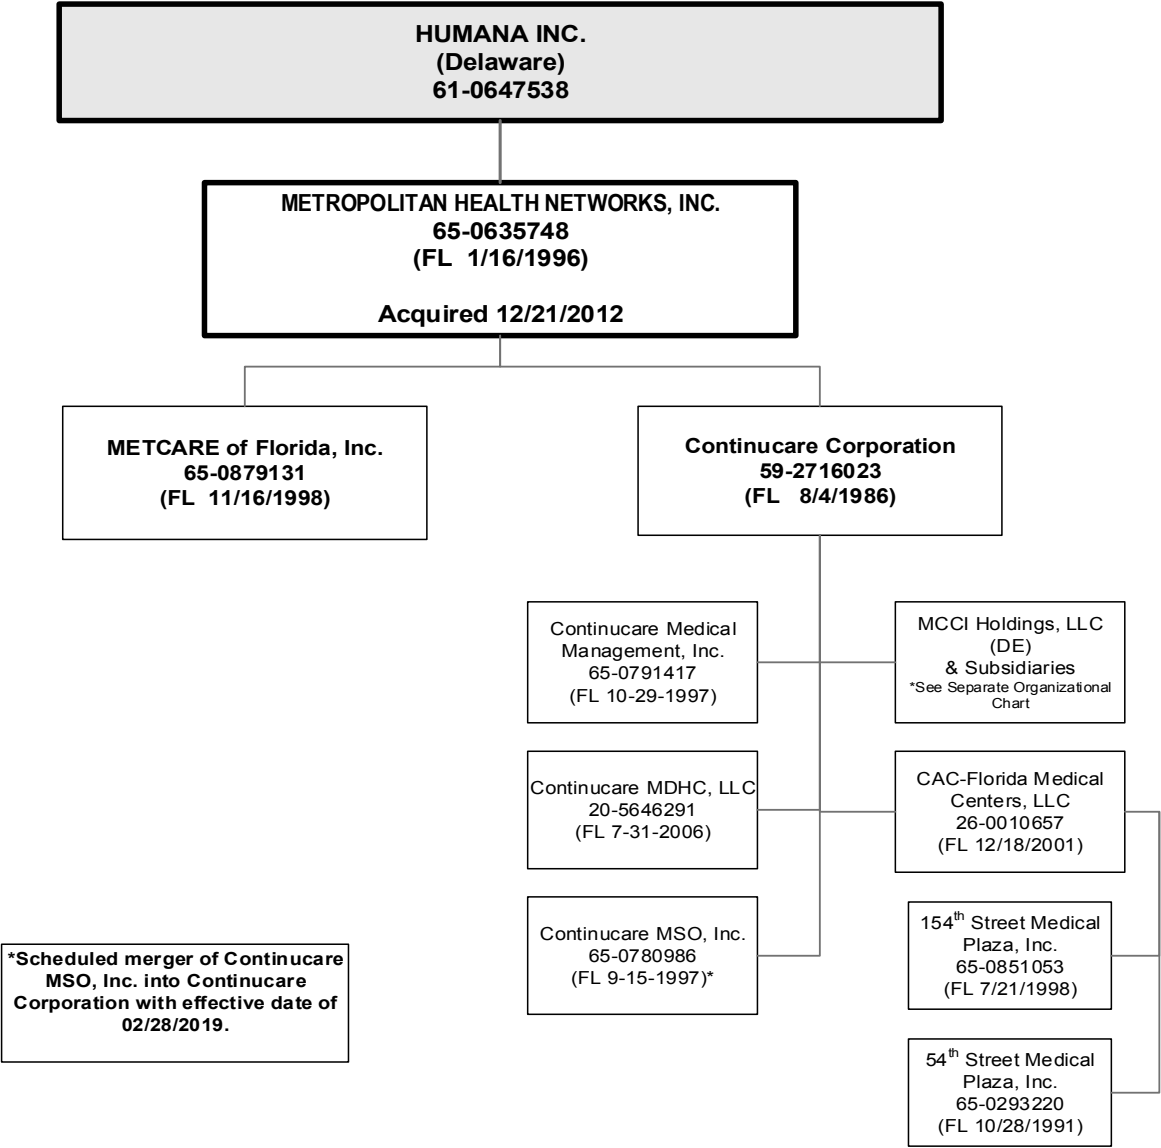 HUMANA INC.
(Delaware)
61-0647538
METROPOLITAN HEALTH NETWORKS, INC.
65-0635748
(FL 1/16/1996)
Acquired 12/21/2012
METCARE of Florida, Inc.
65-0879131
(FL 11/16/1998)
Continucare Corporation
59-2716023
(FL 8/4/1986)
Continucare Medical
Management, Inc.
65-0791417
(FL 10-29-1997)
MCCI Holdings, LLC
(DE)
& Subsidiaries
*See Separate Organizational
Chart
Continucare MDHC, LLC
20-5646291
(FL 7-31-2006)
CAC-Florida Medical
Centers, LLC
26-0010657
(FL 12/18/2001)
Continucare MSO, Inc.
65-0780986
(FL 9-15-1997)*
154th Street Medical
Plaza, Inc.
65-0851053
(FL 7/21/1998)
*Scheduled merger of Continucare
MSO, Inc. into Continucare
Corporation with effective date of
02/28/2019.
54th Street Medical
Plaza, Inc.
65-0293220
(FL 10/28/1991)